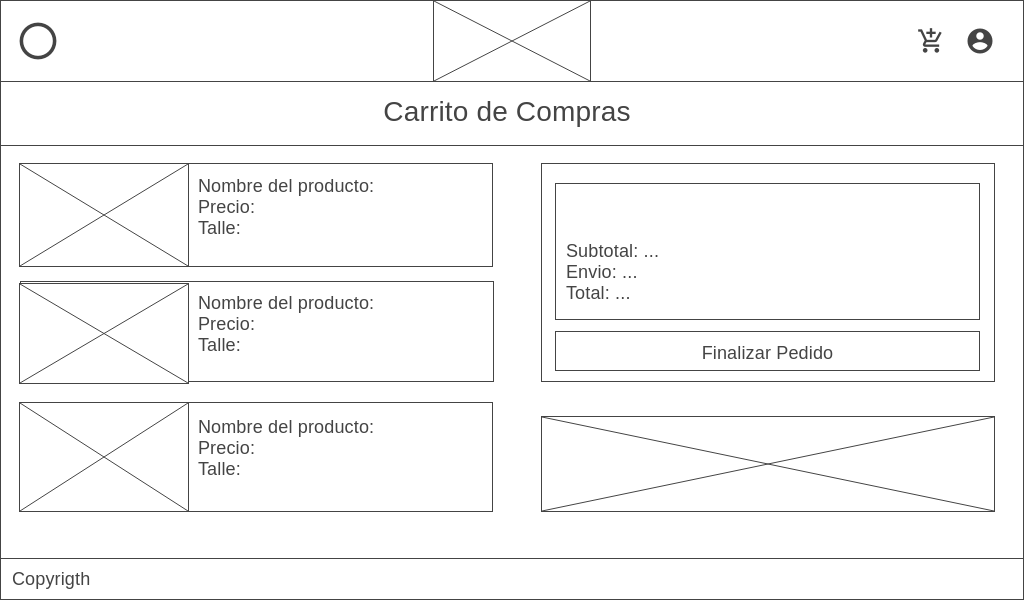 Carrito de Compras
Nombre del producto:
Precio:
Talle:
Nombre del producto:
Precio:
Talle:
Nombre del producto:
Precio:
Talle:
Subtotal: ...
Envio: ...
Total: ...
Finalizar Pedido
Copyrigth